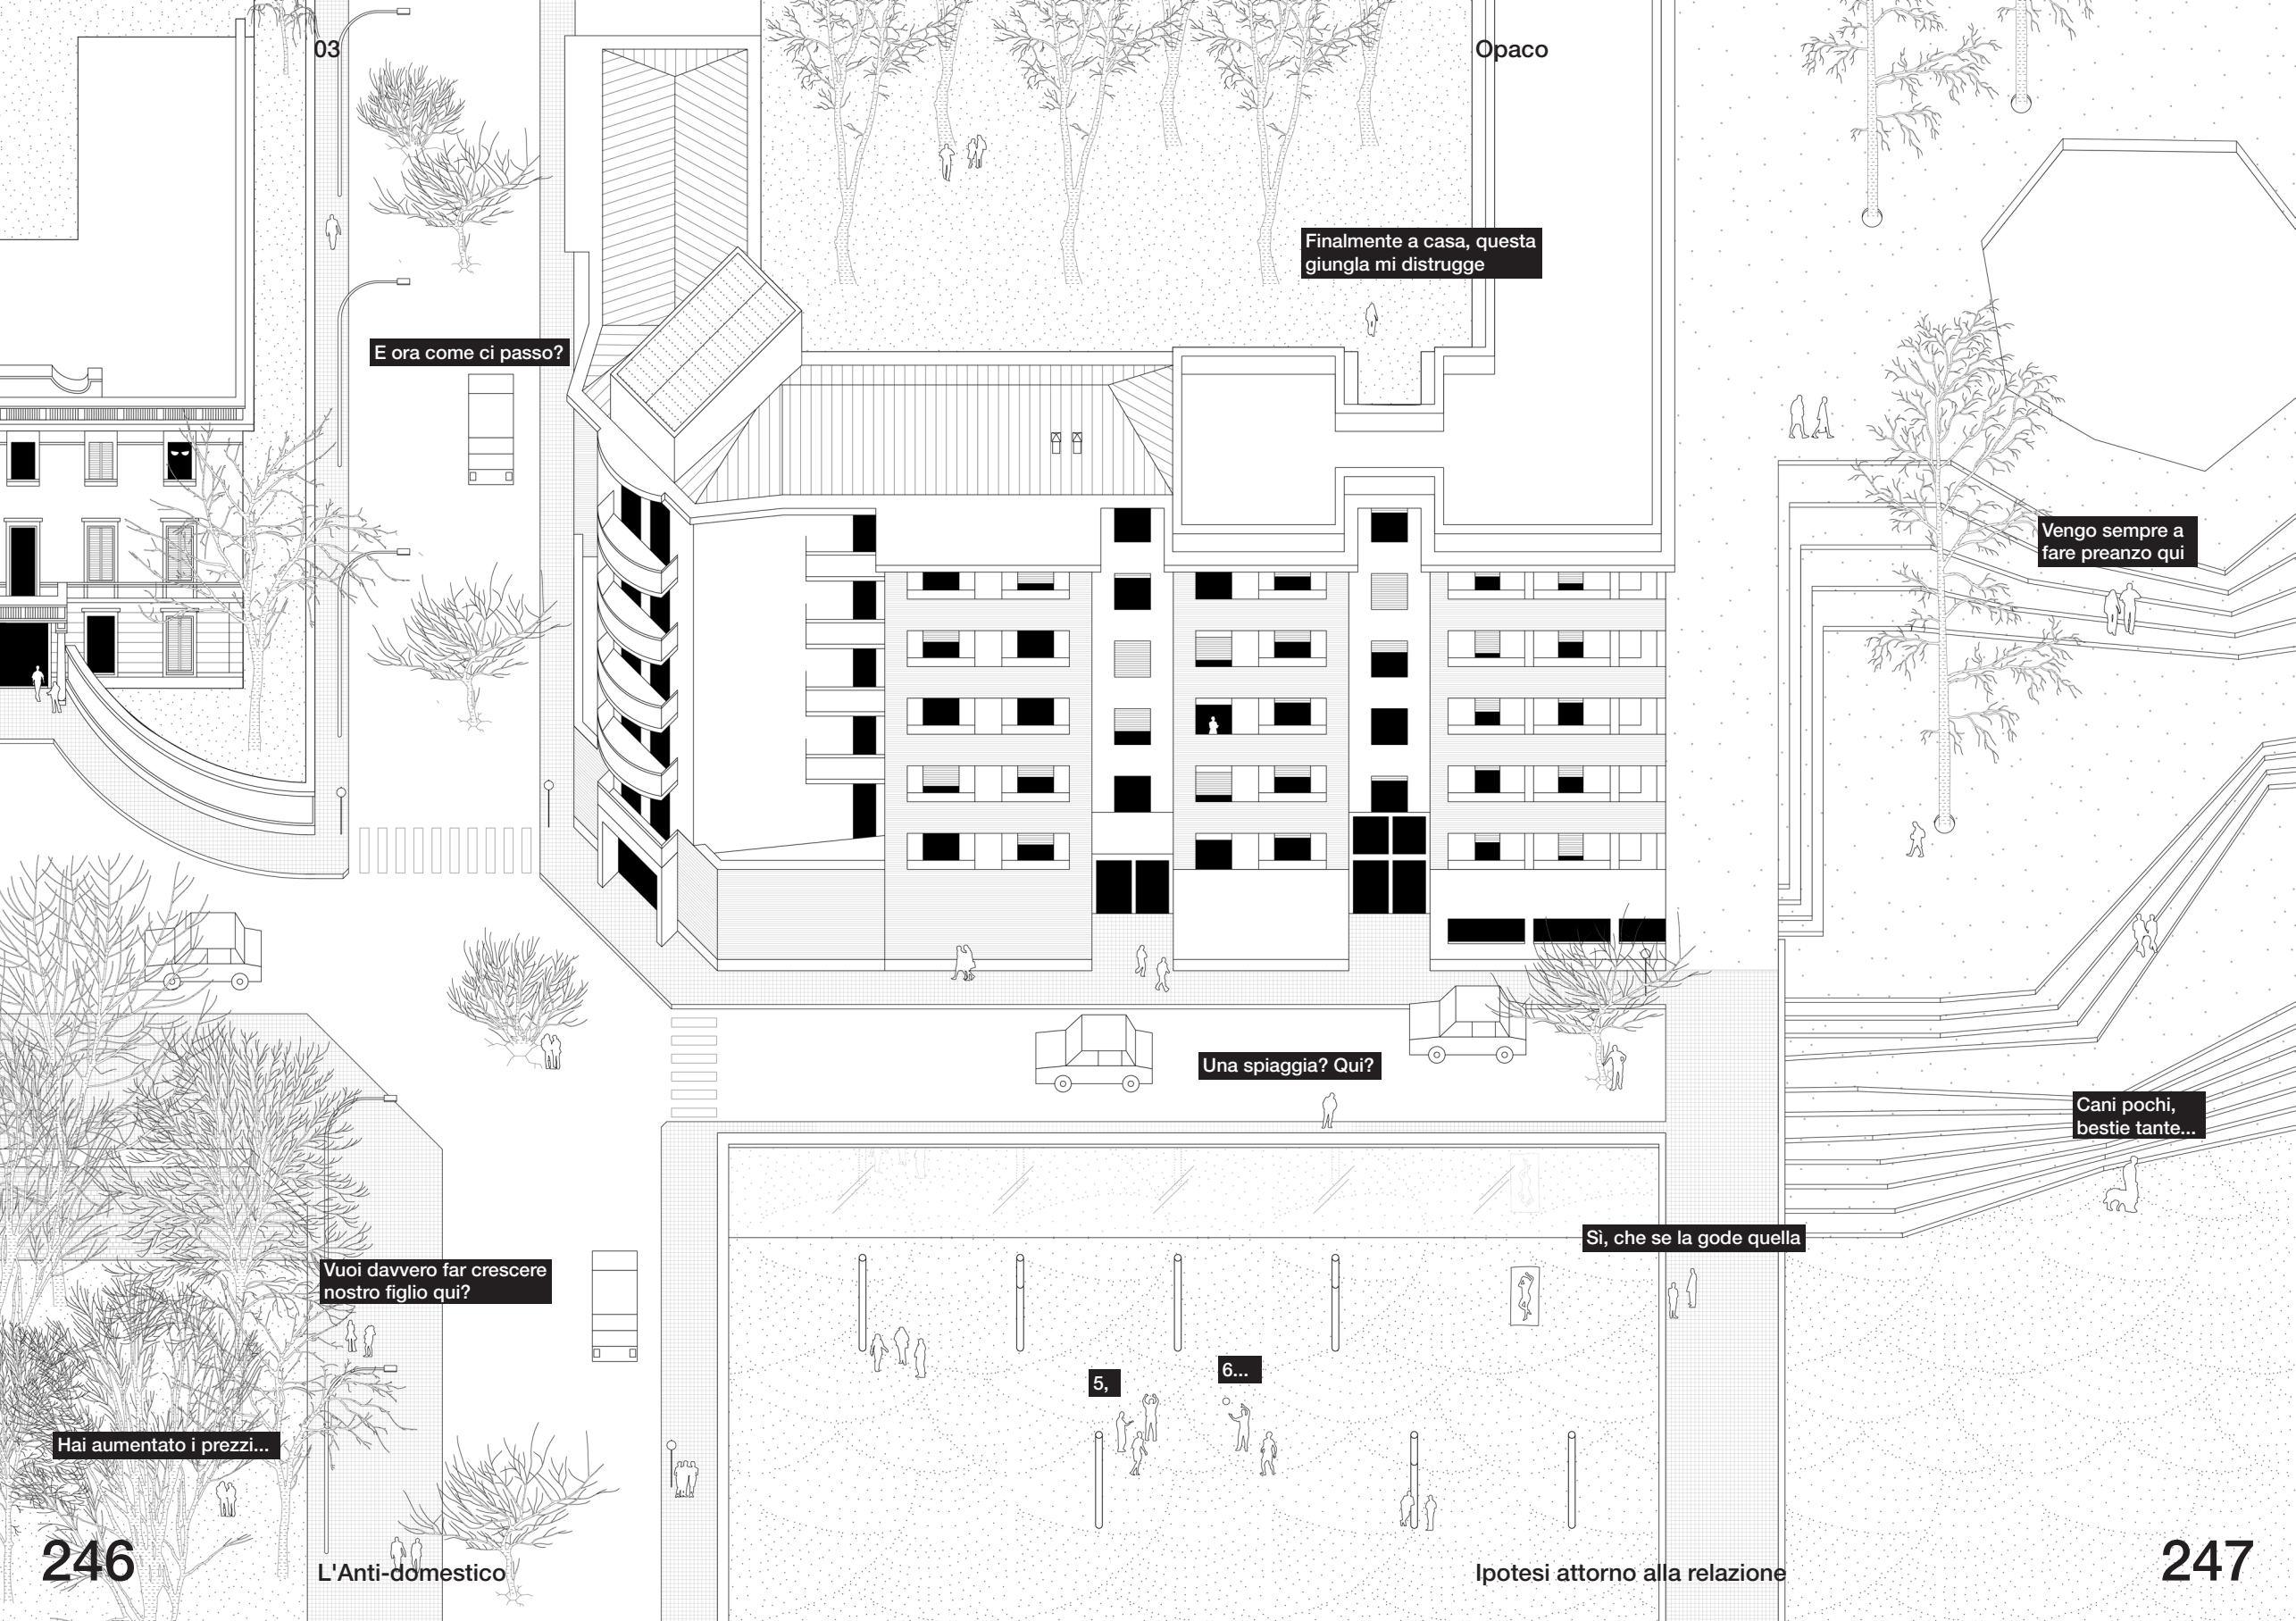 03
Opaco
Finalmente a casa, questa
giungla mi distrugge
E ora come ci passo?
Vengo sempre a
fare preanzo qui
Una spiaggia? Qui?
Cani pochi,
bestie tante...
Sì, che se la gode quella
Vuoi davvero far crescere
nostro figlio qui?
5,
6...
Hai aumentato i prezzi...
246
L'Anti-domestico
Ipotesi attorno alla relazione
247